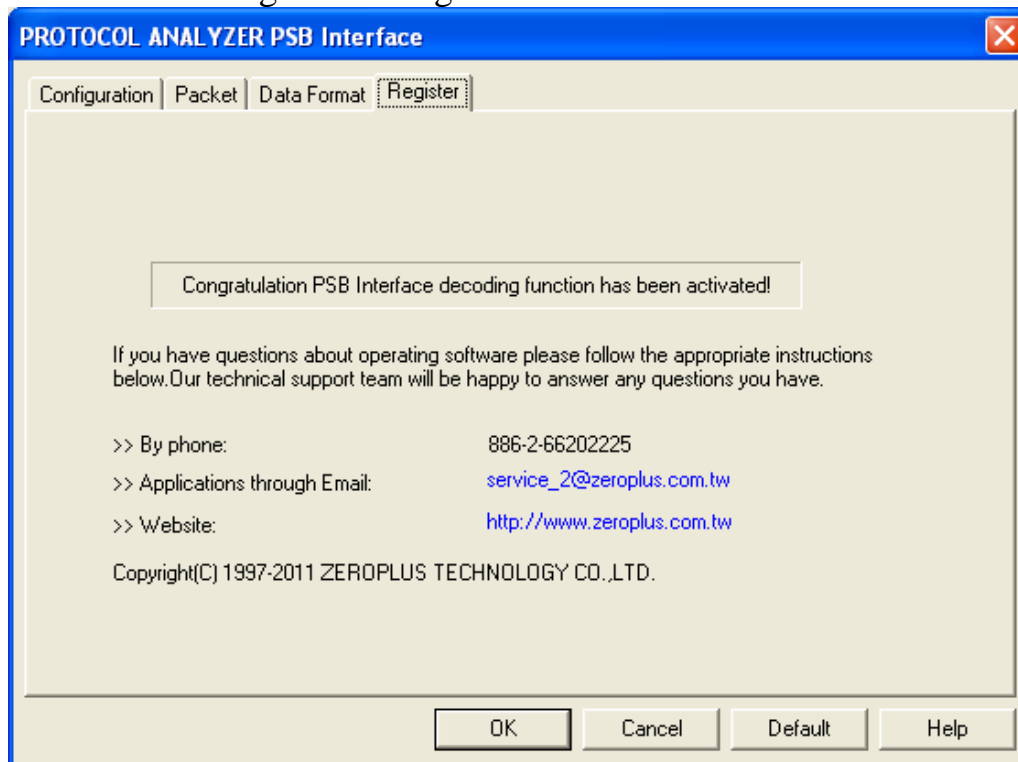 PROTOCOL ANALYZER PSB Interface
Configuration Packet Data Format Register
Congratulation PSB Interface decoding function has been activated!
If you have questions about operating software please follow the appropriate instructions
below.Our technical support team will be happy to answer any questions you have.
>> By phone: 886-2-66202225
>> Applications through Email: service_2@zeroplus.com.tw
>> Website: http://www.zeroplus.com.tw
Copyright(C) 1997-2011 ZEROPLUS TECHNOLOGY CO.,LTD.
OK Cancel Default Help